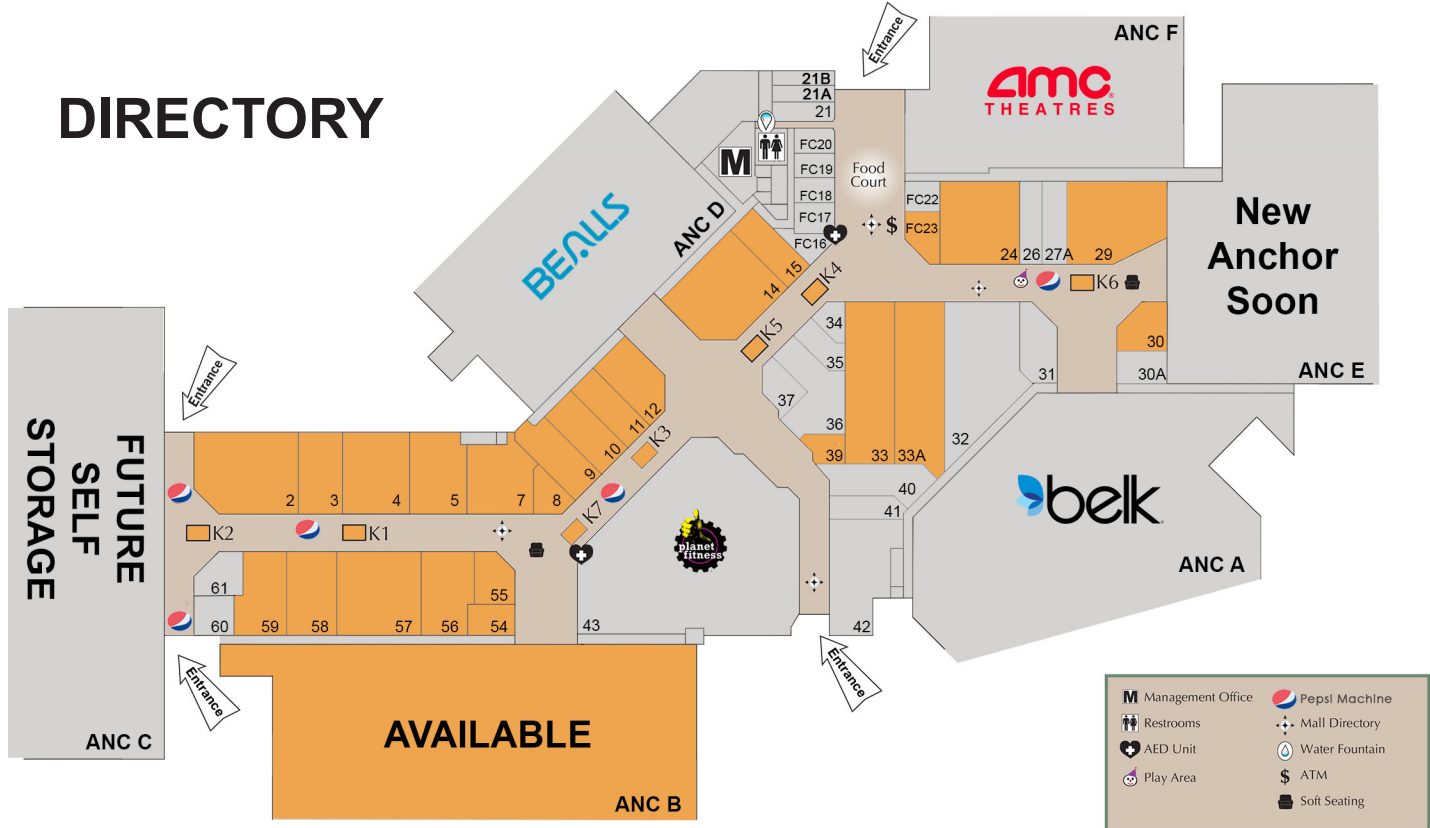 DIRECTORY
Entrance
ANC F
amc
THEATRES
21B
21A
21
FC20
FC19
FC18
FC17
FC16
M
Food
Court
$
FC22
FC23
24
26
27A
29
New
Anchor
Soon
ANC E
BEALLS
ANC D
15
14
K4
K5
K6
30
30A
31
32
33A
33
34
35
36
37
39
40
41
42
belk
ANC A
12
11
10
9
8
7
5
4
3
2
K3
K7
K1
K2
Entrance
FUTURE
SELF
STORAGE
ANC C
planet
fitness
43
61
60
59
58
57
56
55
54
Entrance
Entrance
AVAILABLE
ANC B
M Management Office
Restrooms
AED Unit
Play Area
Pepsi Machine
Mall Directory
Water Fountain
$ ATM
Soft Seating